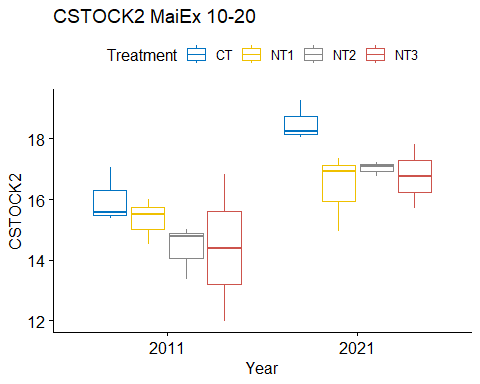 CSTOCK2 MaiEx 10-20
Treatment CT NT1 NT2 NT3
CSTOCK2
18
16
14
12
2011 2021
Year